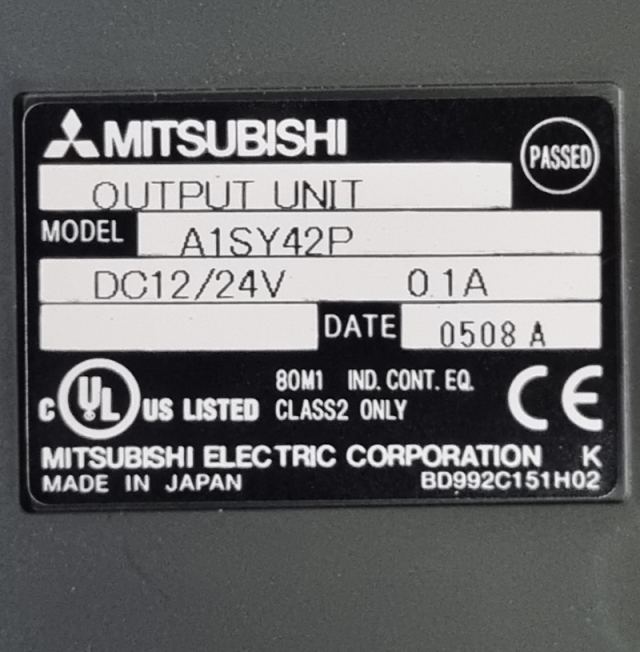 MITSUBISHI
PASSED
OUTPUT UNIT
MODEL A1SY42P
DC12/24V 0.1A
DATE 0508 A
C UL US LISTED 80M1 IND. CONT. EQ. CLASS2 ONLY CE
MITSUBISHI ELECTRIC CORPORATION K
MADE IN JAPAN BD992C151H02